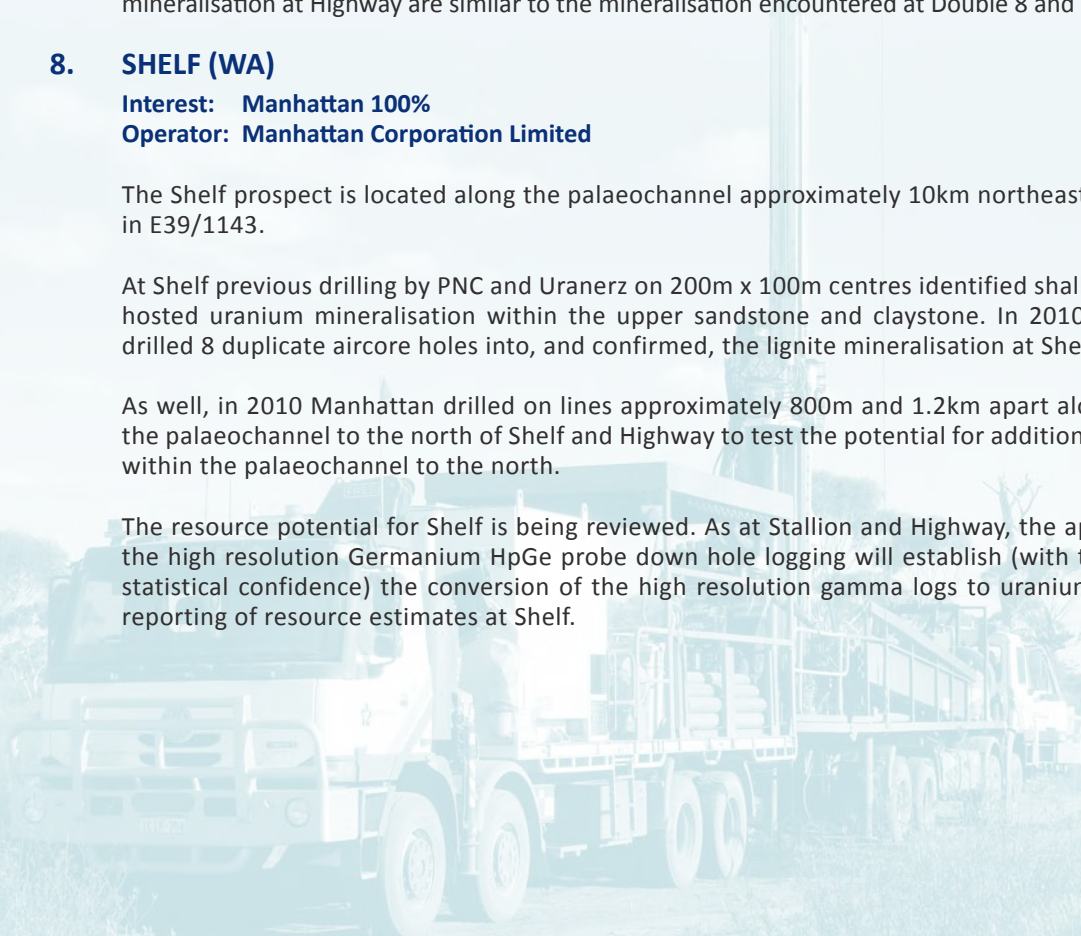 mineralisation at Highway are similar to the mineralisation encountered at Double 8 and
8. SHELF (WA)
Interest: Manhattan 100%
Operator: Manhattan Corporation Limited
The Shelf prospect is located along the palaeochannel approximately 10km northeast
in E39/1143.
At Shelf previous drilling by PNC and Uranerz on 200m x 100m centres identified shal
hosted uranium mineralisation within the upper sandstone and claystone. In 2010
drilled 8 duplicate aircore holes into, and confirmed, the lignite mineralisation at She
As well, in 2010 Manhattan drilled on lines approximately 800m and 1.2km apart alo
the palaeochannel to the north of Shelf and Highway to test the potential for addition
within the palaeochannel to the north.
The resource potential for Shelf is being reviewed. As at Stallion and Highway, the ap
the high resolution Germanium HpGe probe down hole logging will establish (with t
statistical confidence) the conversion of the high resolution gamma logs to uranium
reporting of resource estimates at Shelf.